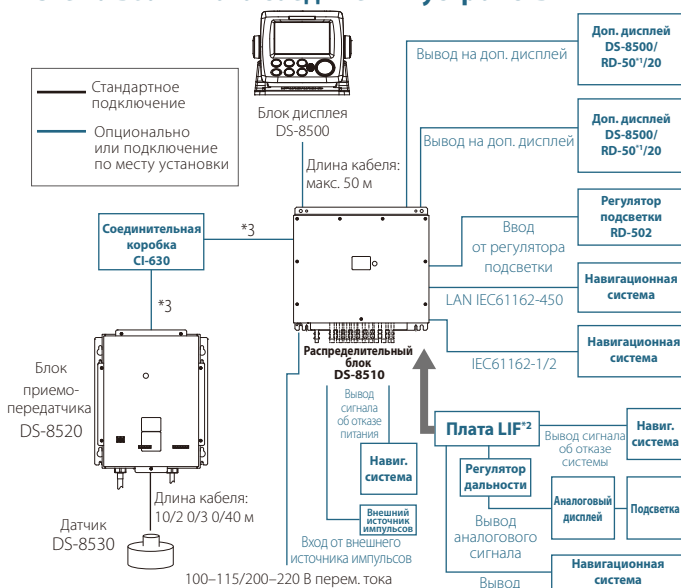 Доп. дисплей
DS-8500/
RD-50*1/20
Вывод на доп. дисплей
Стандартное
подключение
Опционально
или подключение
по месту установки
Блок дисплея
DS-8500
Доп. дисплей
DS-8500/
RD-50*1/20
Вывод на доп. дисплей
Длина кабеля:
макс. 50 м
Регулятор
подсветки
RD-502
Ввод
от регулятора
подсветки
Соединительная
коробка
CI-630
*3
*3
Навигационная
система
LAN IEC61162-450
Навигационная
система
IEC61162-1/2
Распределительный
блок
DS-8510
Блок
приемо-
передатчика
DS-8520
Вывод
сигнала
об отказе
питания
Навиг.
система
Внешний
источник
импульсов
Вход от внешнего
источника импульсов
100–115/200–220 В перем. тока
Плата LIF*2
Вывод сигнала
об отказе
системы
Навиг.
система
Регулятор
дальности
Аналоговый
дисплей
Подсветка
Вывод
аналогового
сигнала
Навигационная
система
Вывод
Длина кабеля:
10/2 0/3 0/40 м
Датчик
DS-8530